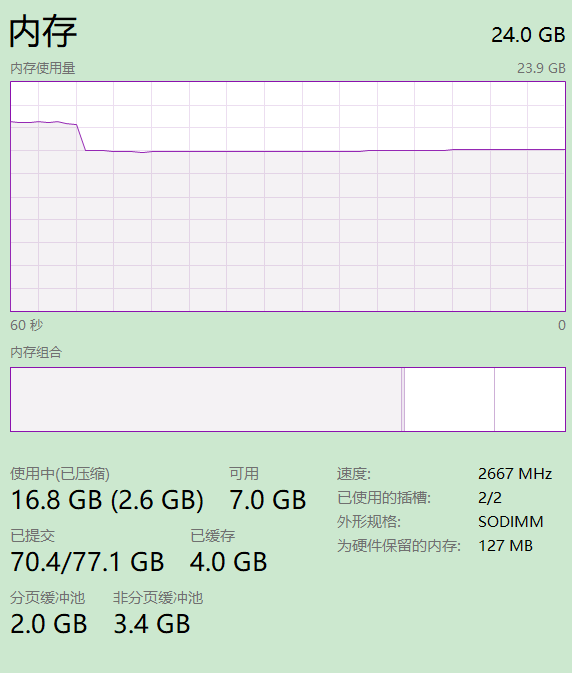 内存 24.0 GB
内存使用量 23.9 GB
60 秒 0
内存组合
使用中(已压缩) 可用
16.8 GB (2.6 GB) 7.0 GB
已提交 已缓存
70.4/77.1 GB 4.0 GB
分页缓冲池 非分页缓冲池
2.0 GB 3.4 GB
速度: 2667 MHz
已使用的插槽: 2/2
外形规格: SODIMM
为硬件保留的内存: 127 MB